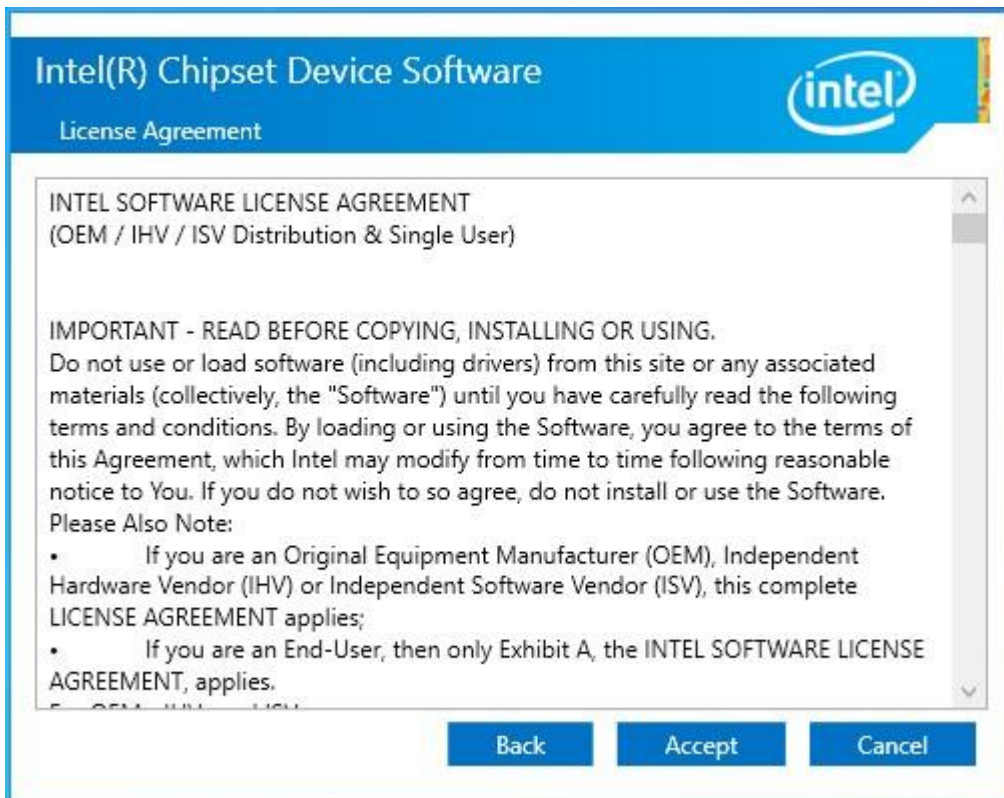 Intel(R) Chipset Device Software
intel
License Agreement
INTEL SOFTWARE LICENSE AGREEMENT
(OEM / IHV / ISV Distribution & Single User)
IMPORTANT - READ BEFORE COPYING, INSTALLING OR USING.
Do not use or load software (including drivers) from this site or any associated
materials (collectively, the "Software") until you have carefully read the following
terms and conditions. By loading or using the Software, you agree to the terms of
this Agreement, which Intel may modify from time to time following reasonable
notice to You. If you do not wish to so agree, do not install or use the Software.
Please Also Note:
• If you are an Original Equipment Manufacturer (OEM), Independent
Hardware Vendor (IHV) or Independent Software Vendor (ISV), this complete
LICENSE AGREEMENT applies;
• If you are an End-User, then only Exhibit A, the INTEL SOFTWARE LICENSE
AGREEMENT, applies.
Back Accept Cancel